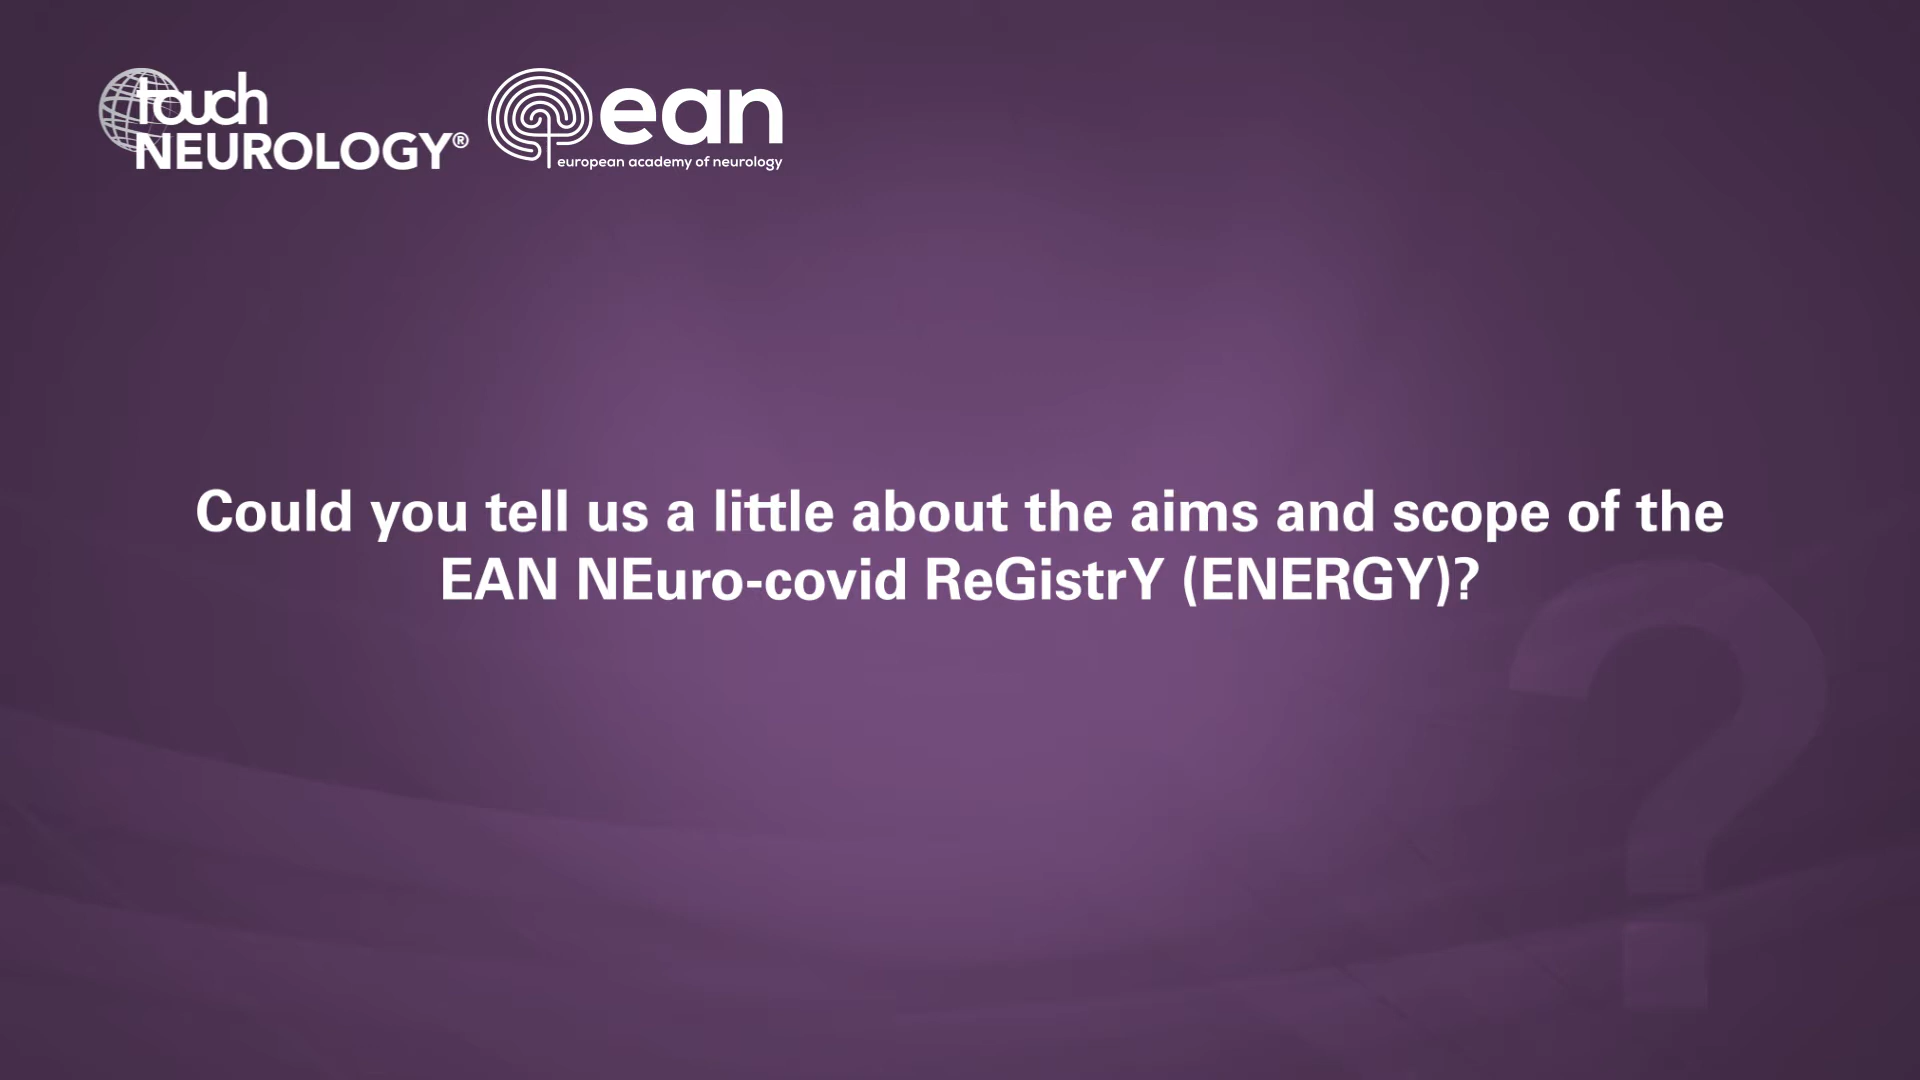 touch
NEUROLOGY®
ean
european academy of neurology
Could you tell us a little about the aims and scope of the
EAN NEuro-covid ReGistrY (ENERGY)?